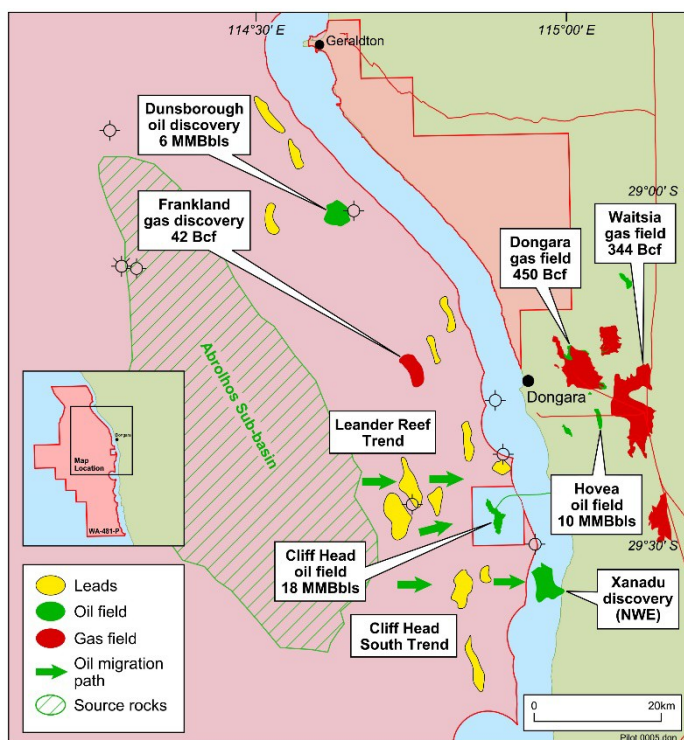 114°30' E
115°00' E
Geraldton
Dunsborough
oil discovery
6 MMBbls
Frankland
gas discovery
42 Bcf
29°00' S
Waitsia
gas field
344 Bcf
Dongara
gas field
450 Bcf
Abrolhos Sub-basin
Dongara
Leander Reef
Trend
Dongara
Map
Location
WA-481-P
Hovea
oil field
10 MMBbls
29°30' S
Cliff Head
oil field
18 MMBbls
Xanadu
discovery
(NWE)
Cliff Head
South Trend
Leads
Oil field
Gas field
Oil migration
path
Source rocks
0
20km
Pilot 0005.dgn